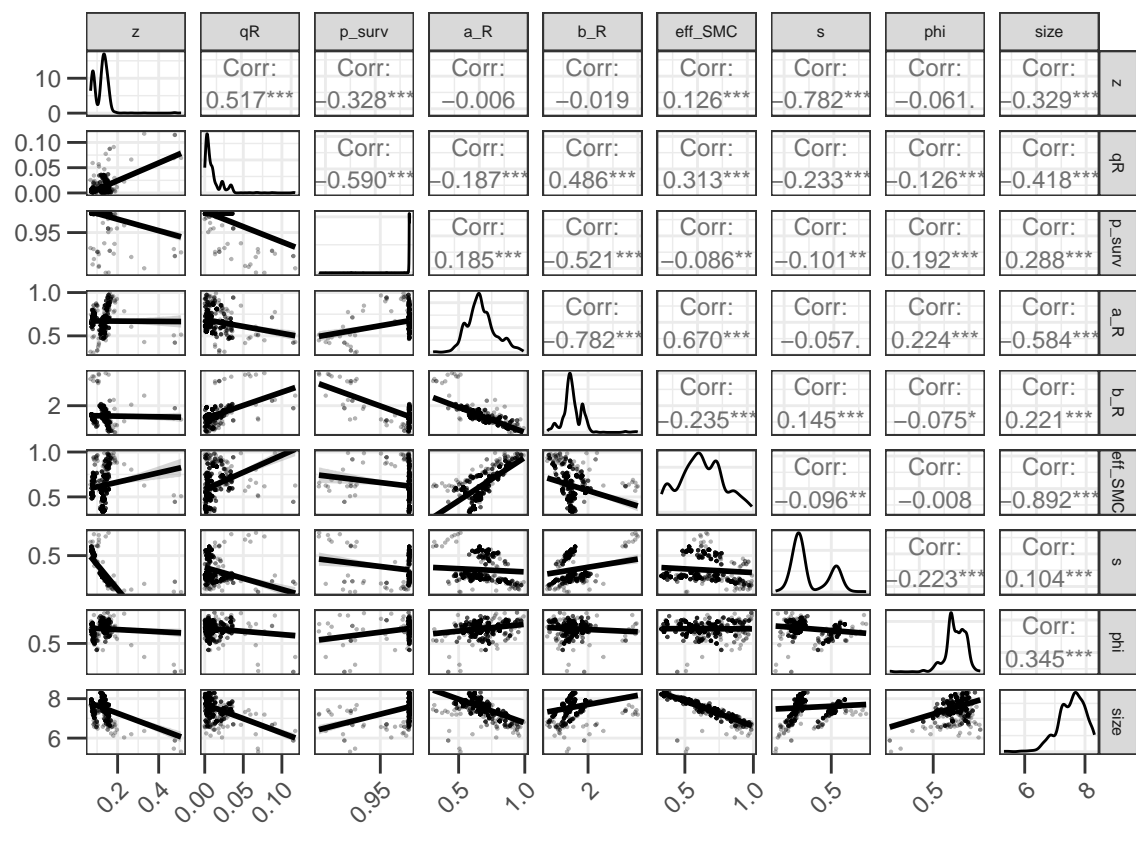 z qR p_surv a_R b_R eff_SMC s phi size
10
0
Corr: Corr: Corr: Corr: Corr: Corr: Corr: Corr:
0.517*** −0.328*** −0.006 −0.019 0.126*** −0.782*** −0.061. −0.329***
z
0.10
0.05
0.00
Corr: Corr: Corr: Corr: Corr: Corr: Corr:
−0.590*** −0.187*** 0.486*** 0.313*** −0.233*** −0.126*** −0.418***
qR
0.95
Corr: Corr: Corr: Corr: Corr: Corr:
0.185*** −0.521*** −0.086** −0.101** 0.192*** 0.288***
p_surv
1.0
0.5
Corr: Corr: Corr: Corr: Corr:
−0.782*** 0.670*** −0.057. 0.224*** −0.584***
a_R
2
Corr: Corr: Corr: Corr:
−0.235*** 0.145*** −0.075* 0.221***
b_R
1.0
0.5
Corr: Corr: Corr:
−0.096** −0.008 −0.892***
eff_SMC
0.5
Corr: Corr:
−0.223*** 0.104***
s
0.5
Corr:
0.345***
phi
8
6
size
0.2 0.4 0.00 0.05 0.10 0.95 0.5 1.0 2 0.5 1.0 0.5 0.5 6 8